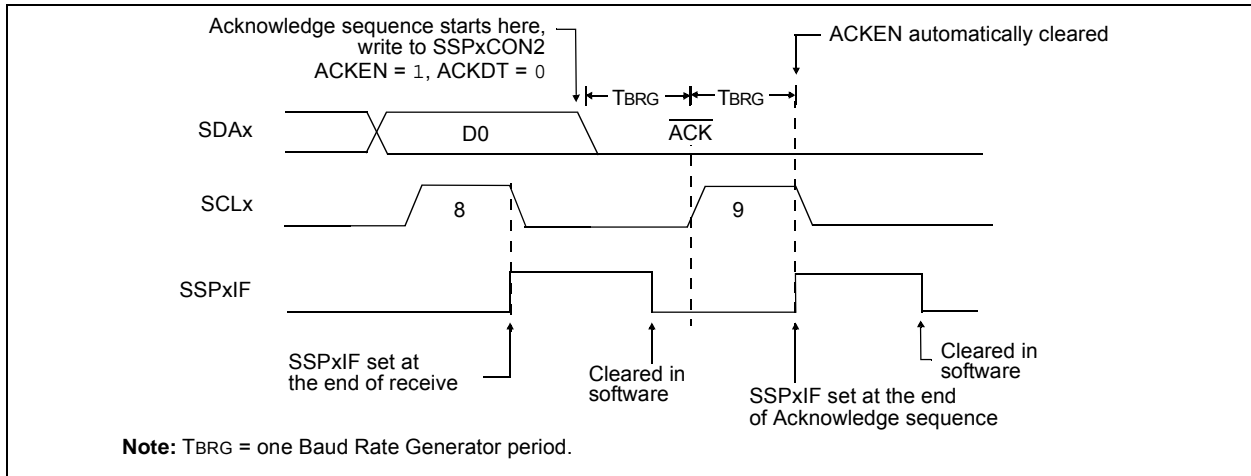 Acknowledge sequence starts here,
write to SSPxCON2
ACKEN = 1, ACKDT = 0
ACKEN automatically cleared
TBRG
TBRG
SDAx
D0
ACK
SCLx
8
9
SSPxIF
SSPxIF set at
the end of receive
Cleared in
software
SSPxIF set at the end
of Acknowledge sequence
Cleared in
software
Note: TBRG = one Baud Rate Generator period.